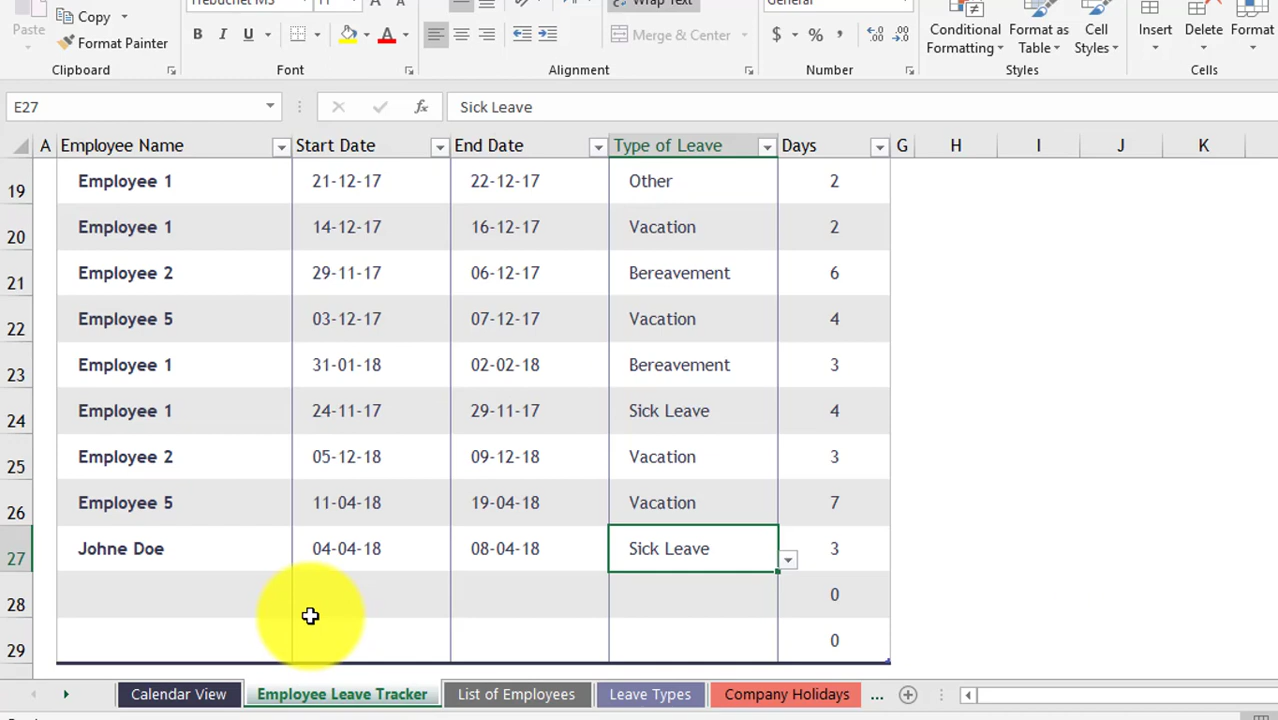 Trebuchet MS 11 A A Wrap Text General
Paste Copy Format Painter B I U Merge & Center $ % , Conditional Formatting Format as Table Cell Styles Insert Delete Format
Clipboard Font Alignment Number Styles Cells
E27 fx Sick Leave
A Employee Name Start Date End Date Type of Leave Days G H I J K
19 Employee 1 21-12-17 22-12-17 Other 2
20 Employee 1 14-12-17 16-12-17 Vacation 2
21 Employee 2 29-11-17 06-12-17 Bereavement 6
22 Employee 5 03-12-17 07-12-17 Vacation 4
23 Employee 1 31-01-18 02-02-18 Bereavement 3
24 Employee 1 24-11-17 29-11-17 Sick Leave 4
25 Employee 2 05-12-18 09-12-18 Vacation 3
26 Employee 5 11-04-18 19-04-18 Vacation 7
27 Johne Doe 04-04-18 08-04-18 Sick Leave 3
28 0
29 0
Calendar View Employee Leave Tracker List of Employees Leave Types Company Holidays ...